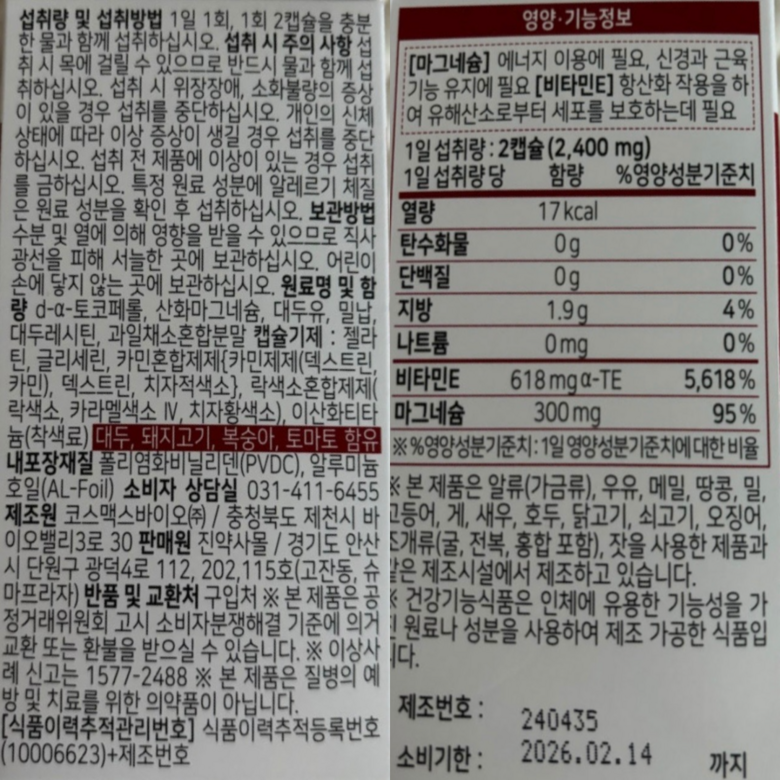 섭취량 및 섭취방법 1일 1회, 1회 2캡슐을 충분
한 물과 함께 섭취하십시오. 섭취 시 주의 사항 섭
취 시 목에 걸릴 수 있으므로 반드시 물과 함께 섭
취하십시오. 섭취 시 위장장애, 소화불량의 증상
이 있을 경우 섭취를 중단하십시오. 개인의 신체
상태에 따라 이상 증상이 생길 경우 섭취를 중단
하십시오. 섭취 전 제품에 이상이 있는 경우 섭취
를 금하십시오. 특정 원료 성분에 알레르기 체질
은 원료 성분을 확인 후 섭취하십시오. 보관방법
수분 및 열에 의해 영향을 받을 수 있으므로 직사
광선을 피해 서늘한 곳에 보관하십시오. 어린이
손에 닿지 않는 곳에 보관하십시오. 원료명 및 함
량 d-α-토코페롤, 산화마그네슘, 대두유, 밀납,
대두레시틴, 과일채소혼합분말 캡슐기제 : 젤라
틴, 글리세린, 카민혼합제제{카민제제(덱스트린,
카민), 덱스트린, 치자적색소}, 락색소혼합제제(
락색소, 카라멜색소 IV, 치자황색소), 이산화티타
늄(착색료) 대두, 돼지고기, 복숭아, 토마토 함유
내포장재질 폴리염화비닐리덴(PVDC), 알루미늄
호일(AL-Foil) 소비자 상담실 031-411-6455
제조원 코스맥스바이오㈜ / 충청북도 제천시 바
이오밸리3로 30 판매원 진약사몰 / 경기도 안산
시 단원구 광덕4로 112, 202,115호(고잔동, 슈
마프라자) 반품 및 교환처 구입처 ※ 본 제품은 공
정거래위원회 고시 소비자분쟁해결 기준에 의거
교환 또는 환불을 받으실 수 있습니다. ※ 이상사
례 신고는 1577-2488 ※ 본 제품은 질병의 예
방 및 치료를 위한 의약품이 아닙니다.
[식품이력추적관리번호] 식품이력추적등록번호
(10006623)+제조번호
영양·기능정보
[마그네슘] 에너지 이용에 필요, 신경과 근육
기능 유지에 필요 [비타민E] 항산화 작용을 하
여 유해산소로부터 세포를 보호하는데 필요
1일 섭취량 : 2캡슐 (2,400 mg)
1일 섭취량당 함량 %영양성분기준치
열량 17 kcal
탄수화물 0 g 0 %
단백질 0 g 0 %
지방 1.9 g 4 %
나트륨 0 mg 0 %
비타민E 618 mg α-TE 5,618 %
마그네슘 300 mg 95 %
※ %영양성분기준치 : 1일 영양성분기준치에 대한 비율
※ 본 제품은 알류(가금류), 우유, 메밀, 땅콩, 밀,
고등어, 게, 새우, 호두, 닭고기, 쇠고기, 오징어,
조개류(굴, 전복, 홍합 포함), 잣을 사용한 제품과
같은 제조시설에서 제조하고 있습니다.
※ 건강기능식품은 인체에 유용한 기능성을 가
진 원료나 성분을 사용하여 제조 가공한 식품입
니다.
제조번호 : 240435
소비기한 : 2026.02.14 까지